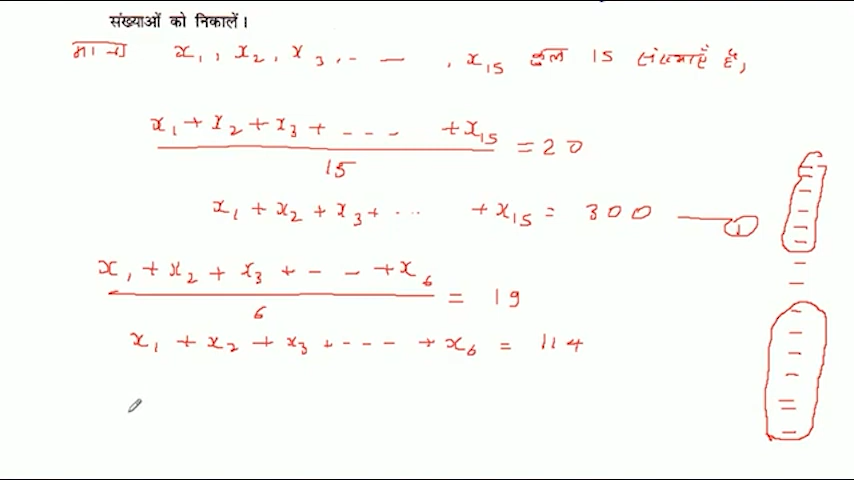 संख्याओं को निकालें।
माना x₁, x₂, x₃, .- —, x₁₅ कुल 15 संख्याएँ हैं,
x₁ + x₂ + x₃ + - - - - + x₁₅
15
= 20
x₁ + x₂ + x₃ + ... + x₁₅ = 300 —— ①
x₁ + x₂ + x₃ + - - + x₆
6
= 19
x₁ + x₂ + x₃ + - - - + x₆ = 114